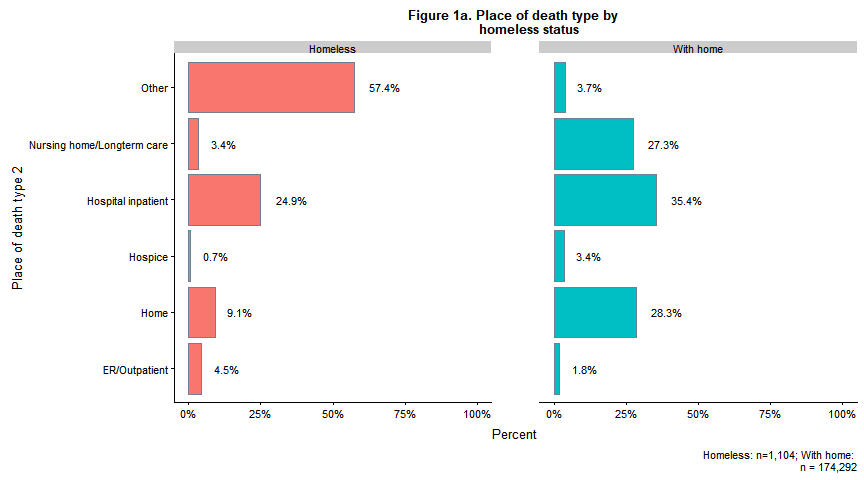 Figure 1a. Place of death type by
homeless status
Homeless
With home
Place of death type 2
Other
57.4%
3.7%
Nursing home/Longterm care
3.4%
27.3%
Hospital inpatient
24.9%
35.4%
Hospice
0.7%
3.4%
Home
9.1%
28.3%
ER/Outpatient
4.5%
1.8%
0% 25% 50% 75% 100%
0% 25% 50% 75% 100%
Percent
Homeless: n=1,104; With home:
n = 174,292